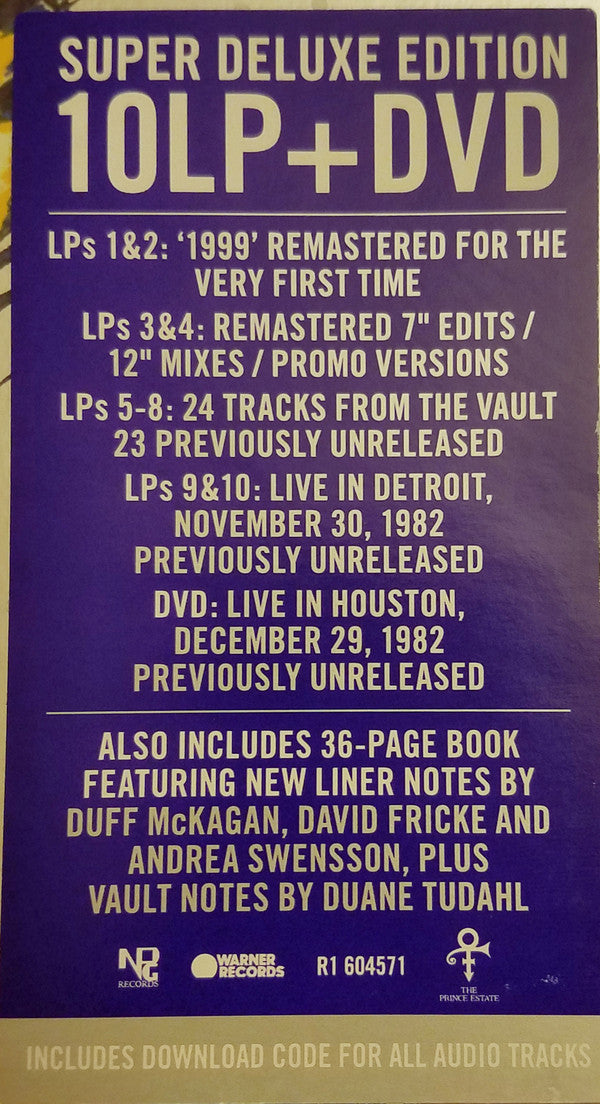 SUPER DELUXE EDITION
10LP+DVD
LPs 1&2: ‘1999’ REMASTERED FOR THE
VERY FIRST TIME
LPs 3&4: REMASTERED 7" EDITS /
12" MIXES / PROMO VERSIONS
LPs 5-8: 24 TRACKS FROM THE VAULT
23 PREVIOUSLY UNRELEASED
LPs 9&10: LIVE IN DETROIT,
NOVEMBER 30, 1982
PREVIOUSLY UNRELEASED
DVD: LIVE IN HOUSTON,
DECEMBER 29, 1982
PREVIOUSLY UNRELEASED
ALSO INCLUDES 36-PAGE BOOK
FEATURING NEW LINER NOTES BY
DUFF McKAGAN, DAVID FRICKE AND
ANDREA SWENSSON, PLUS
VAULT NOTES BY DUANE TUDAHL
NPG
RECORDS
WARNER
RECORDS
R1 604571
THE
PRINCE ESTATE
INCLUDES DOWNLOAD CODE FOR ALL AUDIO TRACKS